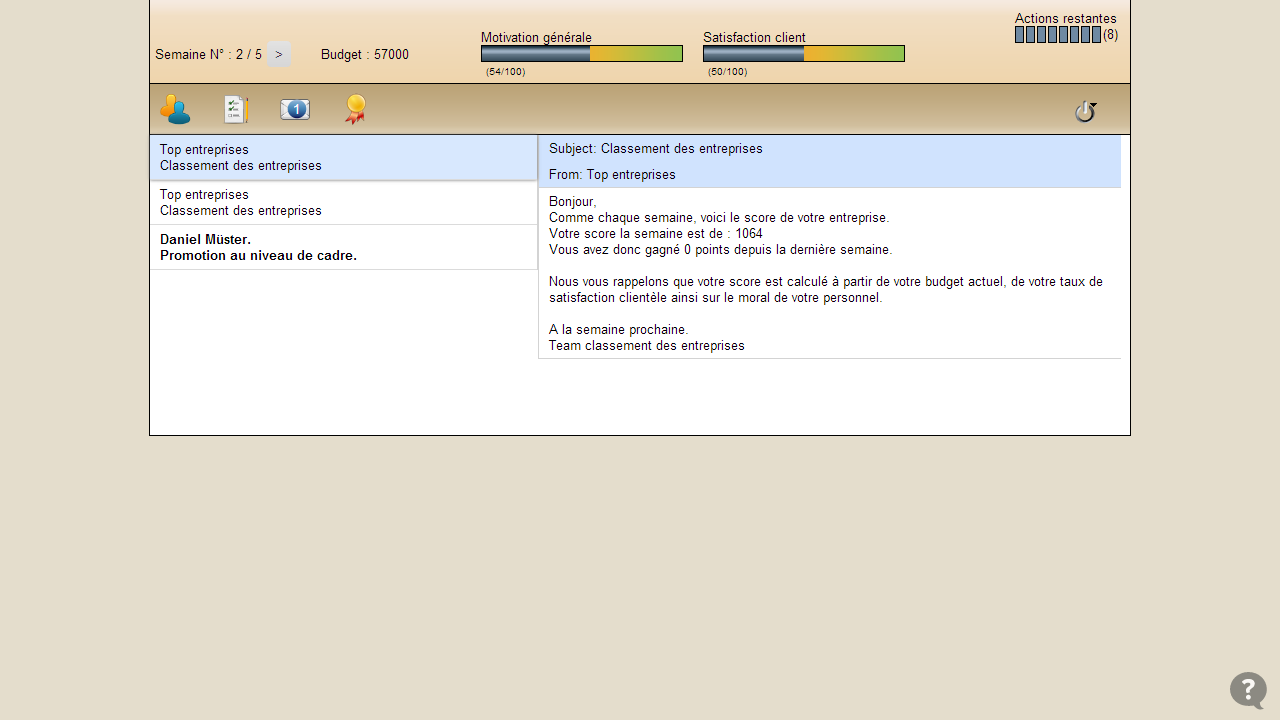 Actions restantes
Motivation générale
Satisfaction client
(8)
Semaine N° : 2 / 5
>
Budget : 57000
(54/100)
(50/100)
1
Top entreprises
Classement des entreprises
Top entreprises
Classement des entreprises
Daniel Müster.
Promotion au niveau de cadre.
Subject: Classement des entreprises
From: Top entreprises
Bonjour,
Comme chaque semaine, voici le score de votre entreprise.
Votre score la semaine est de : 1064
Vous avez donc gagné 0 points depuis la dernière semaine.
Nous vous rappelons que votre score est calculé à partir de votre budget actuel, de votre taux de
satisfaction clientèle ainsi sur le moral de votre personnel.
A la semaine prochaine.
Team classement des entreprises
?